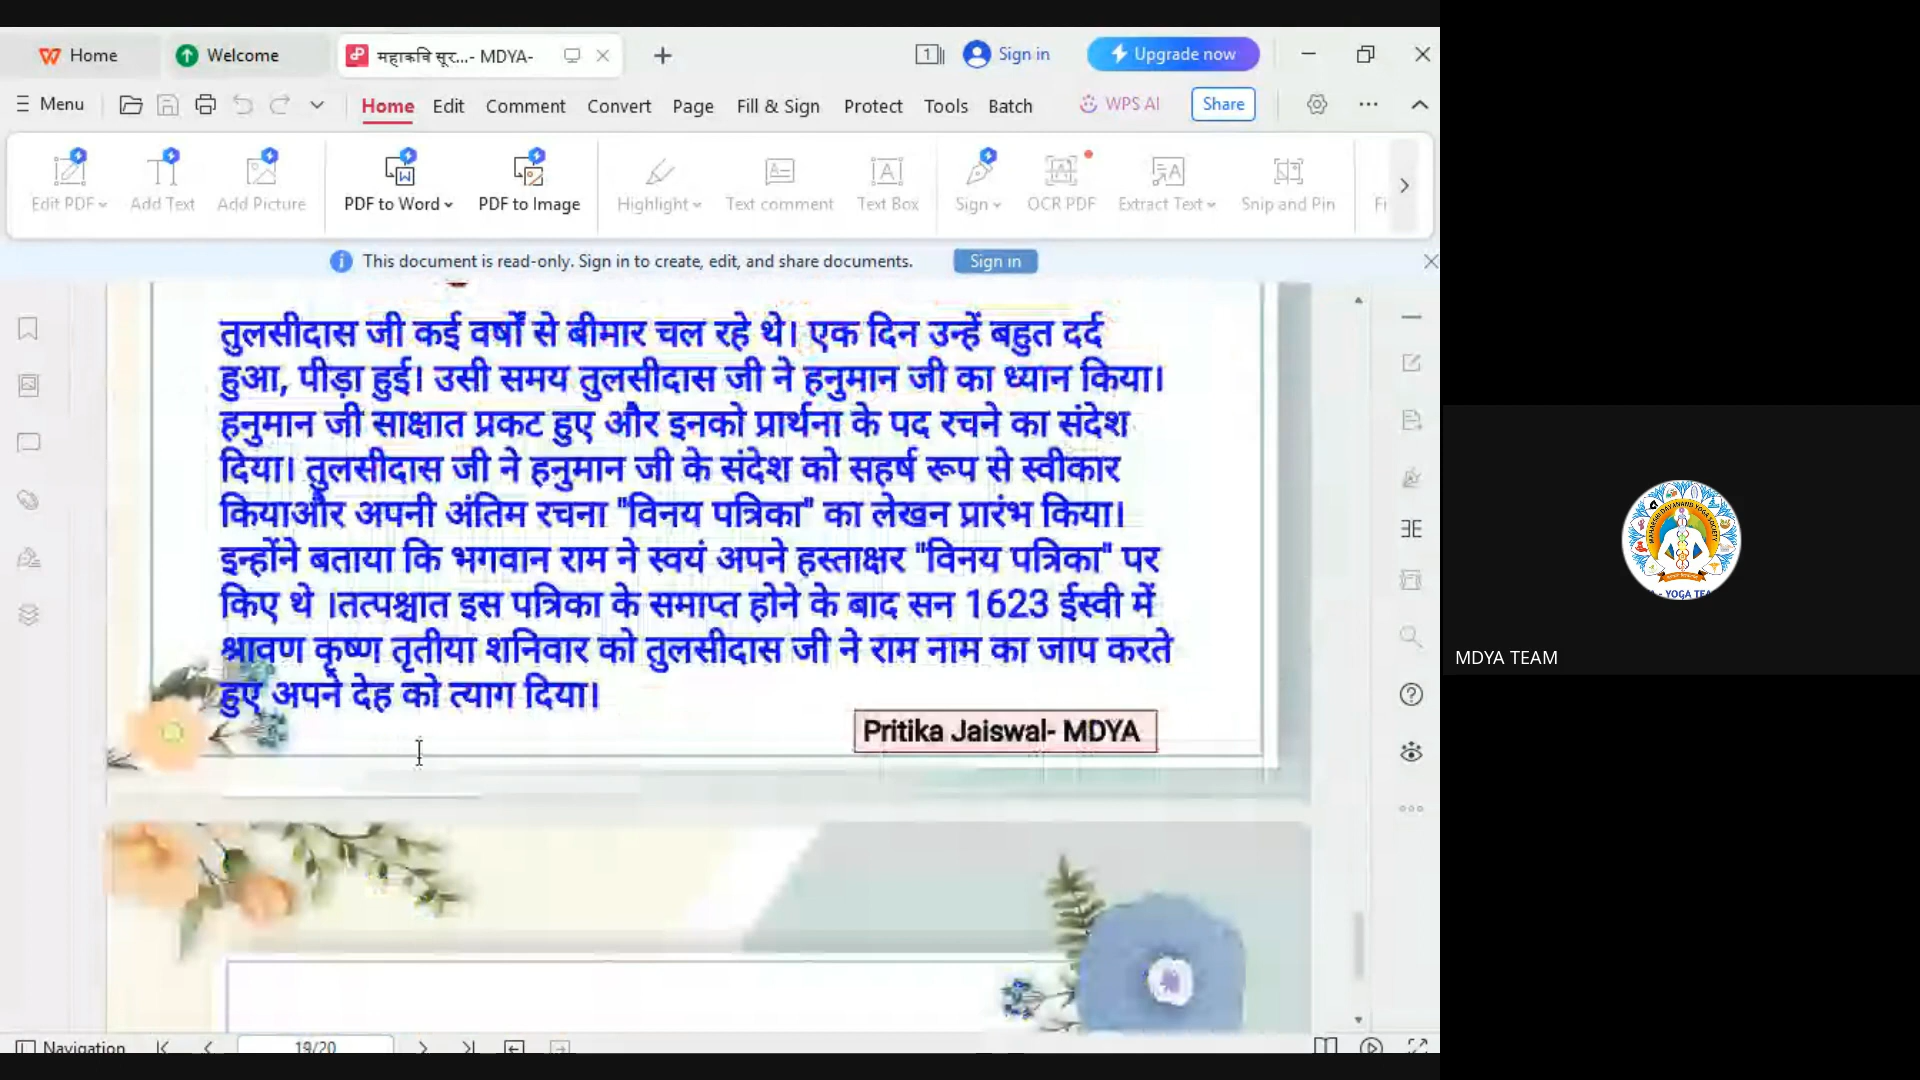 Home
Welcome
महाकवि सूर...- MDYA-
1
Sign in
Upgrade now
Menu
Home
Edit
Comment
Convert
Page
Fill & Sign
Protect
Tools
Batch
WPS AI
Share
Edit PDF
Add Text
Add Picture
PDF to Word
PDF to Image
Highlight
Text comment
Text Box
Sign
OCR PDF
Extract Text
Snip and Pin
This document is read-only. Sign in to create, edit, and share documents.
Sign in
तुलसीदास जी कई वर्षों से बीमार चल रहे थे। एक दिन उन्हें बहुत दर्द
हुआ, पीड़ा हुई। उसी समय तुलसीदास जी ने हनुमान जी का ध्यान किया।
हनुमान जी साक्षात प्रकट हुए और इनको प्रार्थना के पद रचने का संदेश
दिया। तुलसीदास जी ने हनुमान जी के संदेश को सहर्ष रूप से स्वीकार
कियाऔर अपनी अंतिम रचना "विनय पत्रिका" का लेखन प्रारंभ किया।
इन्होंने बताया कि भगवान राम ने स्वयं अपने हस्ताक्षर "विनय पत्रिका" पर
किए थे ।तत्पश्चात इस पत्रिका के समाप्त होने के बाद सन 1623 ईस्वी में
श्रावण कृष्ण तृतीया शनिवार को तुलसीदास जी ने राम नाम का जाप करते
हुए अपने देह को त्याग दिया।
Pritika Jaiswal- MDYA
MDYA TEAM
Navigation
19/20